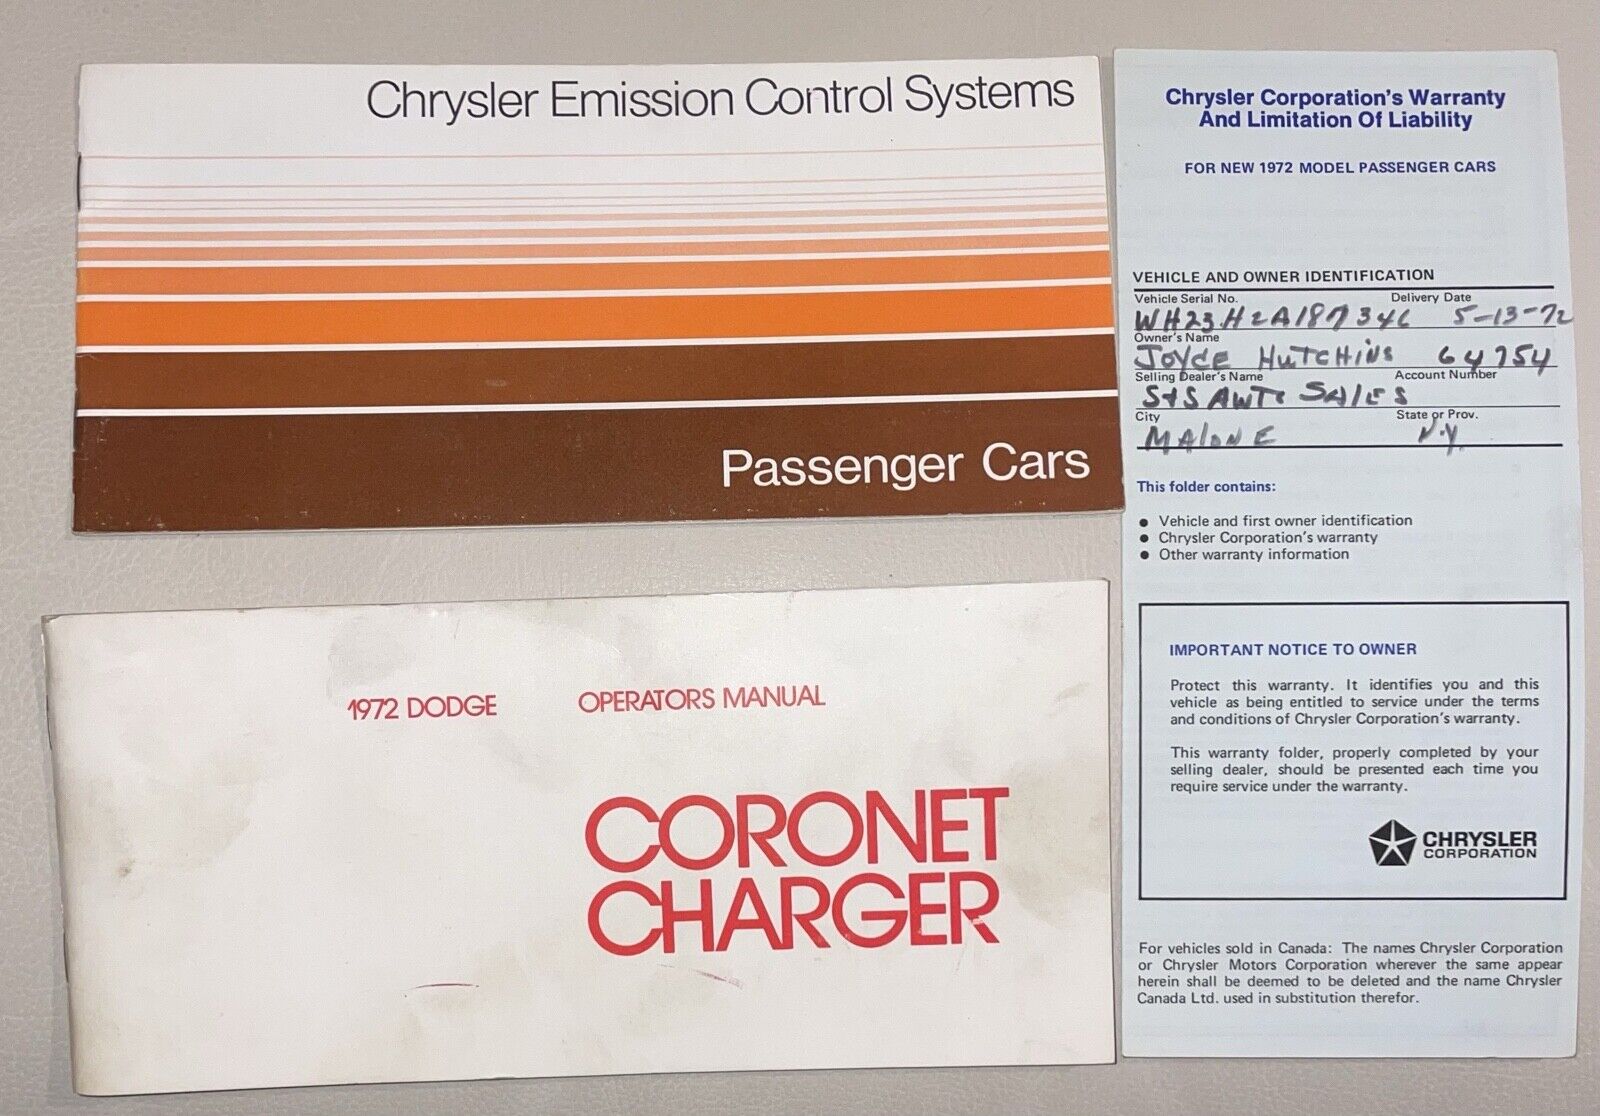 Chrysler Emission Control Systems
Passenger Cars
1972 DODGE OPERATORS MANUAL
CORONET
CHARGER
Chrysler Corporation's Warranty
And Limitation Of Liability
FOR NEW 1972 MODEL PASSENGER CARS
VEHICLE AND OWNER IDENTIFICATION
Vehicle Serial No. Delivery Date
WH23H2A187346 5-13-72
Owner's Name
JOYCE HUTCHINS 64754
Selling Dealer's Name Account Number
S+S AUTO SALES
City State or Prov.
MALONE N.Y.
This folder contains:
● Vehicle and first owner identification
● Chrysler Corporation's warranty
● Other warranty information
IMPORTANT NOTICE TO OWNER
Protect this warranty. It identifies you and this
vehicle as being entitled to service under the terms
and conditions of Chrysler Corporation's warranty.
This warranty folder, properly completed by your
selling dealer, should be presented each time you
require service under the warranty.
CHRYSLER
CORPORATION
For vehicles sold in Canada: The names Chrysler Corporation
or Chrysler Motors Corporation wherever the same appear
herein shall be deemed to be deleted and the name Chrysler
Canada Ltd. used in substitution therefor.